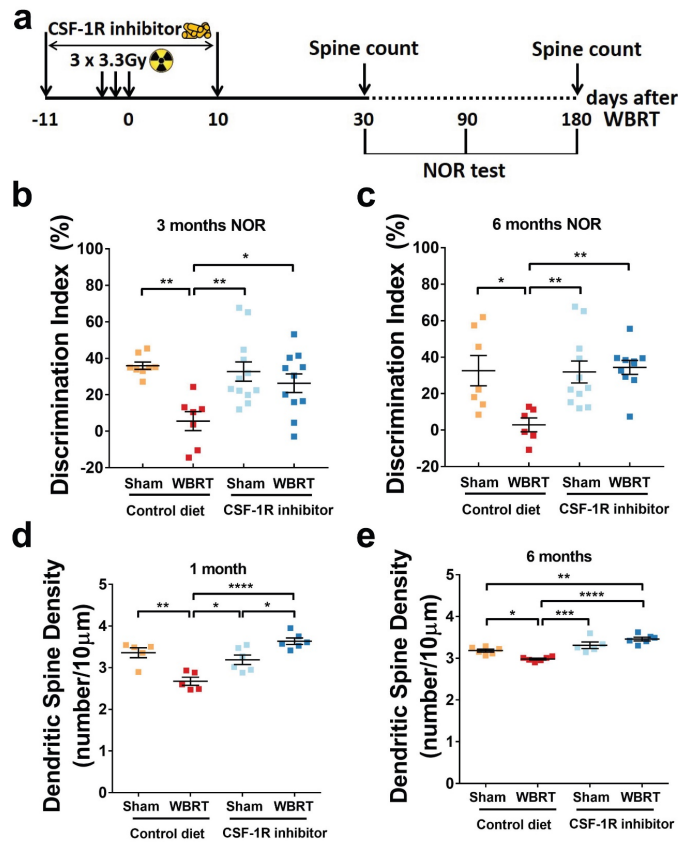 a
CSF-1R inhibitor
3 x 3.3Gy
Spine count
Spine count
days after
WBRT
-11
0
10
30
90
180
NOR test
b
3 months NOR
Discrimination Index (%)
100
80
60
40
20
0
-20
**
**
*
Sham
WBRT
Sham
WBRT
Control diet
CSF-1R inhibitor
c
6 months NOR
Discrimination Index (%)
100
80
60
40
20
0
-20
*
**
**
Sham
WBRT
Sham
WBRT
Control diet
CSF-1R inhibitor
d
1 month
Dendritic Spine Density
(number/10µm)
5
4
3
2
1
0
****
**
*
*
Sham
WBRT
Sham
WBRT
Control diet
CSF-1R inhibitor
e
6 months
Dendritic Spine Density
(number/10µm)
5
4
3
2
1
0
**
****
*
***
Sham
WBRT
Sham
WBRT
Control diet
CSF-1R inhibitor